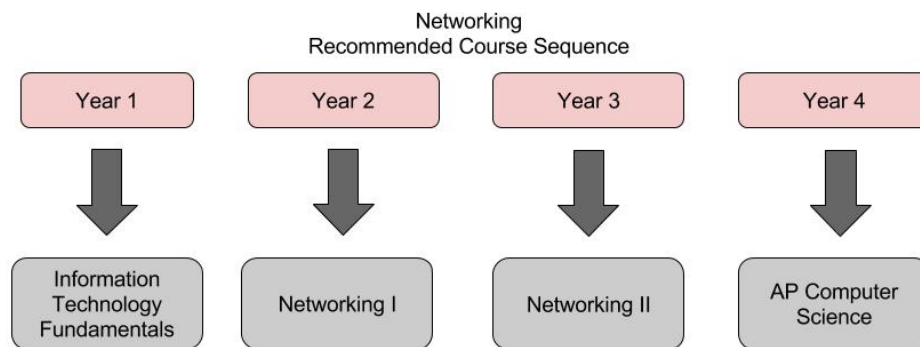 Networking
Recommended Course Sequence
Year 1
Year 2
Year 3
Year 4
Information
Technology
Fundamentals
Networking I
Networking II
AP Computer
Science